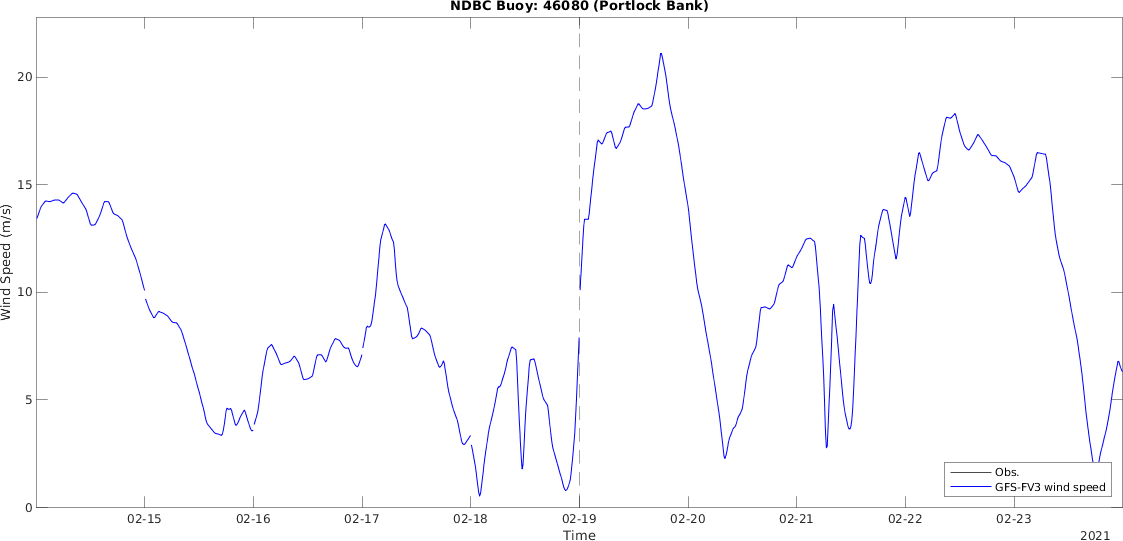 NDBC Buoy: 46080 (Portlock Bank)
20
15
10
5
0
Wind Speed (m/s)
02-15 02-16 02-17 02-18 02-19 02-20 02-21 02-22 02-23
Time
2021
Obs.
GFS-FV3 wind speed